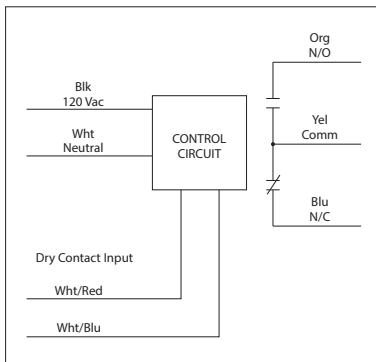 Org
N/O
Blk
120 Vac
Yel
Comm
Wht
Neutral
CONTROL
CIRCUIT
Blu
N/C
Dry Contact Input
Wht/Red
Wht/Blu